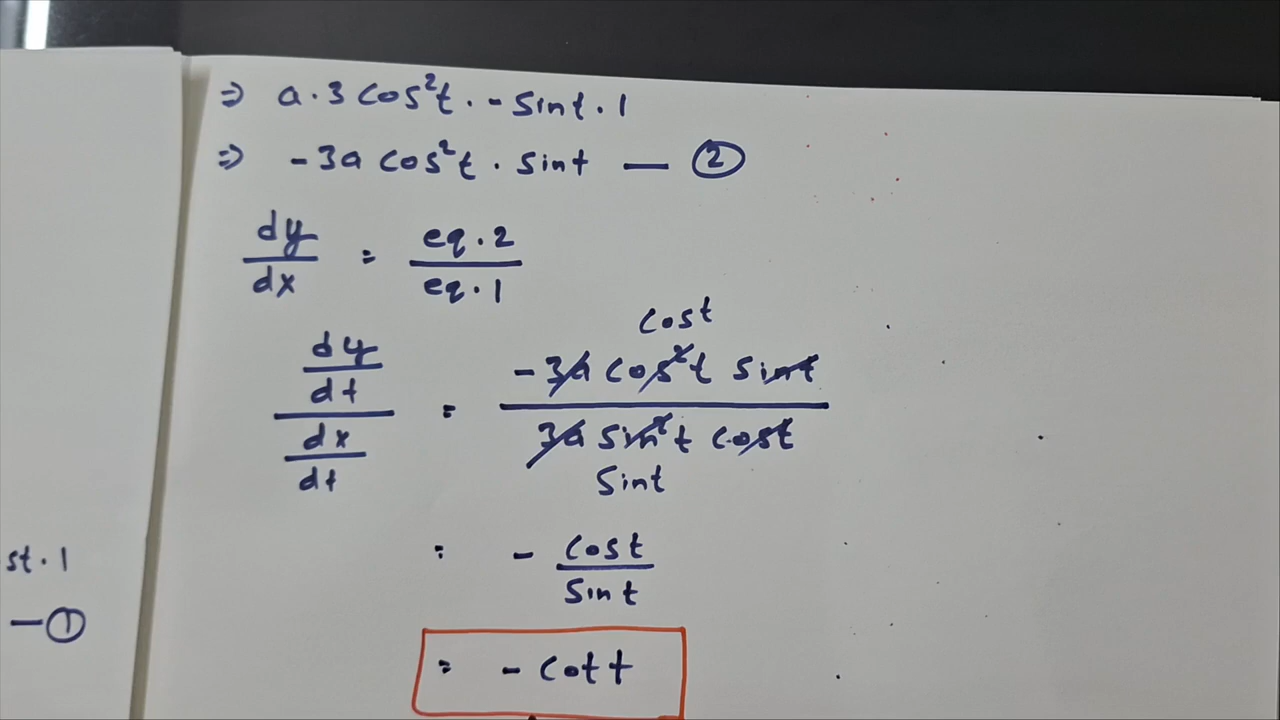 ⇒ a.3 cos²t . - sint . 1
⇒ -3a cos²t . sint — ②
dy/dx = eq.2/eq.1
cost
dy/dt / dx/dt = -3a cos²t sint / 3a sin²t cost
sint
= - cost/sint
= - cot t
st . 1
— ①